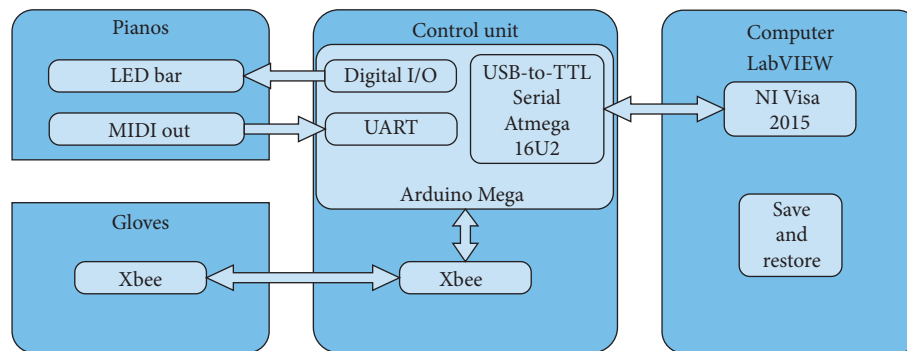 Pianos
LED bar
MIDI out
Gloves
Xbee
Control unit
Digital I/O
UART
USB-to-TTL
Serial
Atmega
16U2
Arduino Mega
Xbee
Computer
LabVIEW
NI Visa
2015
Save
and
restore